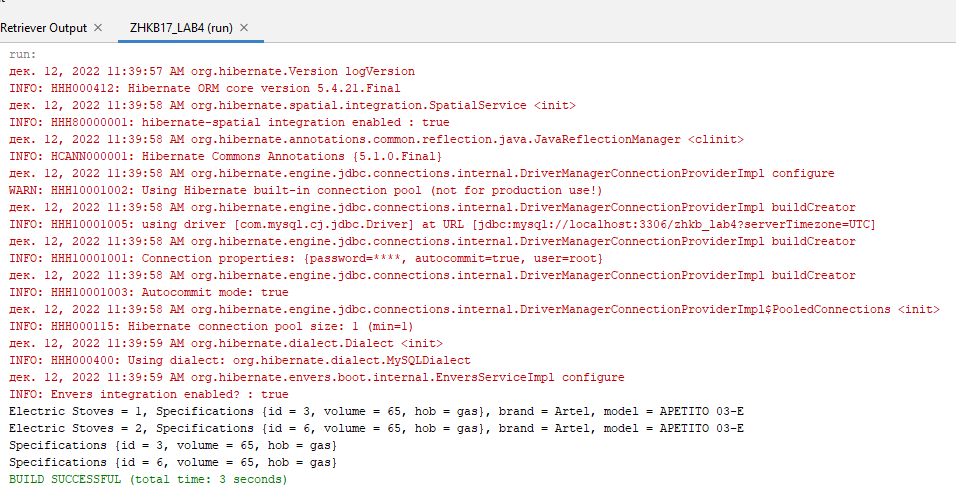 Retriever Output × ZHKB17_LAB4 (run) ×
run:
дек. 12, 2022 11:39:57 AM org.hibernate.Version logVersion
INFO: HHH000412: Hibernate ORM core version 5.4.21.Final
дек. 12, 2022 11:39:58 AM org.hibernate.spatial.integration.SpatialService <init>
INFO: HHH80000001: hibernate-spatial integration enabled : true
дек. 12, 2022 11:39:58 AM org.hibernate.annotations.common.reflection.java.JavaReflectionManager <clinit>
INFO: HCANN000001: Hibernate Commons Annotations {5.1.0.Final}
дек. 12, 2022 11:39:58 AM org.hibernate.engine.jdbc.connections.internal.DriverManagerConnectionProviderImpl configure
WARN: HHH10001002: Using Hibernate built-in connection pool (not for production use!)
дек. 12, 2022 11:39:58 AM org.hibernate.engine.jdbc.connections.internal.DriverManagerConnectionProviderImpl buildCreator
INFO: HHH10001005: using driver [com.mysql.cj.jdbc.Driver] at URL [jdbc:mysql://localhost:3306/zhkb_lab4?serverTimezone=UTC]
дек. 12, 2022 11:39:58 AM org.hibernate.engine.jdbc.connections.internal.DriverManagerConnectionProviderImpl buildCreator
INFO: HHH10001001: Connection properties: {password=****, autocommit=true, user=root}
дек. 12, 2022 11:39:58 AM org.hibernate.engine.jdbc.connections.internal.DriverManagerConnectionProviderImpl buildCreator
INFO: HHH10001003: Autocommit mode: true
дек. 12, 2022 11:39:58 AM org.hibernate.engine.jdbc.connections.internal.DriverManagerConnectionProviderImpl$PooledConnections <init>
INFO: HHH000115: Hibernate connection pool size: 1 (min=1)
дек. 12, 2022 11:39:59 AM org.hibernate.dialect.Dialect <init>
INFO: HHH000400: Using dialect: org.hibernate.dialect.MySQLDialect
дек. 12, 2022 11:39:59 AM org.hibernate.envers.boot.internal.EnversServiceImpl configure
INFO: Envers integration enabled? : true
Electric Stoves = 1, Specifications {id = 3, volume = 65, hob = gas}, brand = Artel, model = APETITO 03-E
Electric Stoves = 2, Specifications {id = 6, volume = 65, hob = gas}, brand = Artel, model = APETITO 03-E
Specifications {id = 3, volume = 65, hob = gas}
Specifications {id = 6, volume = 65, hob = gas}
BUILD SUCCESSFUL (total time: 3 seconds)